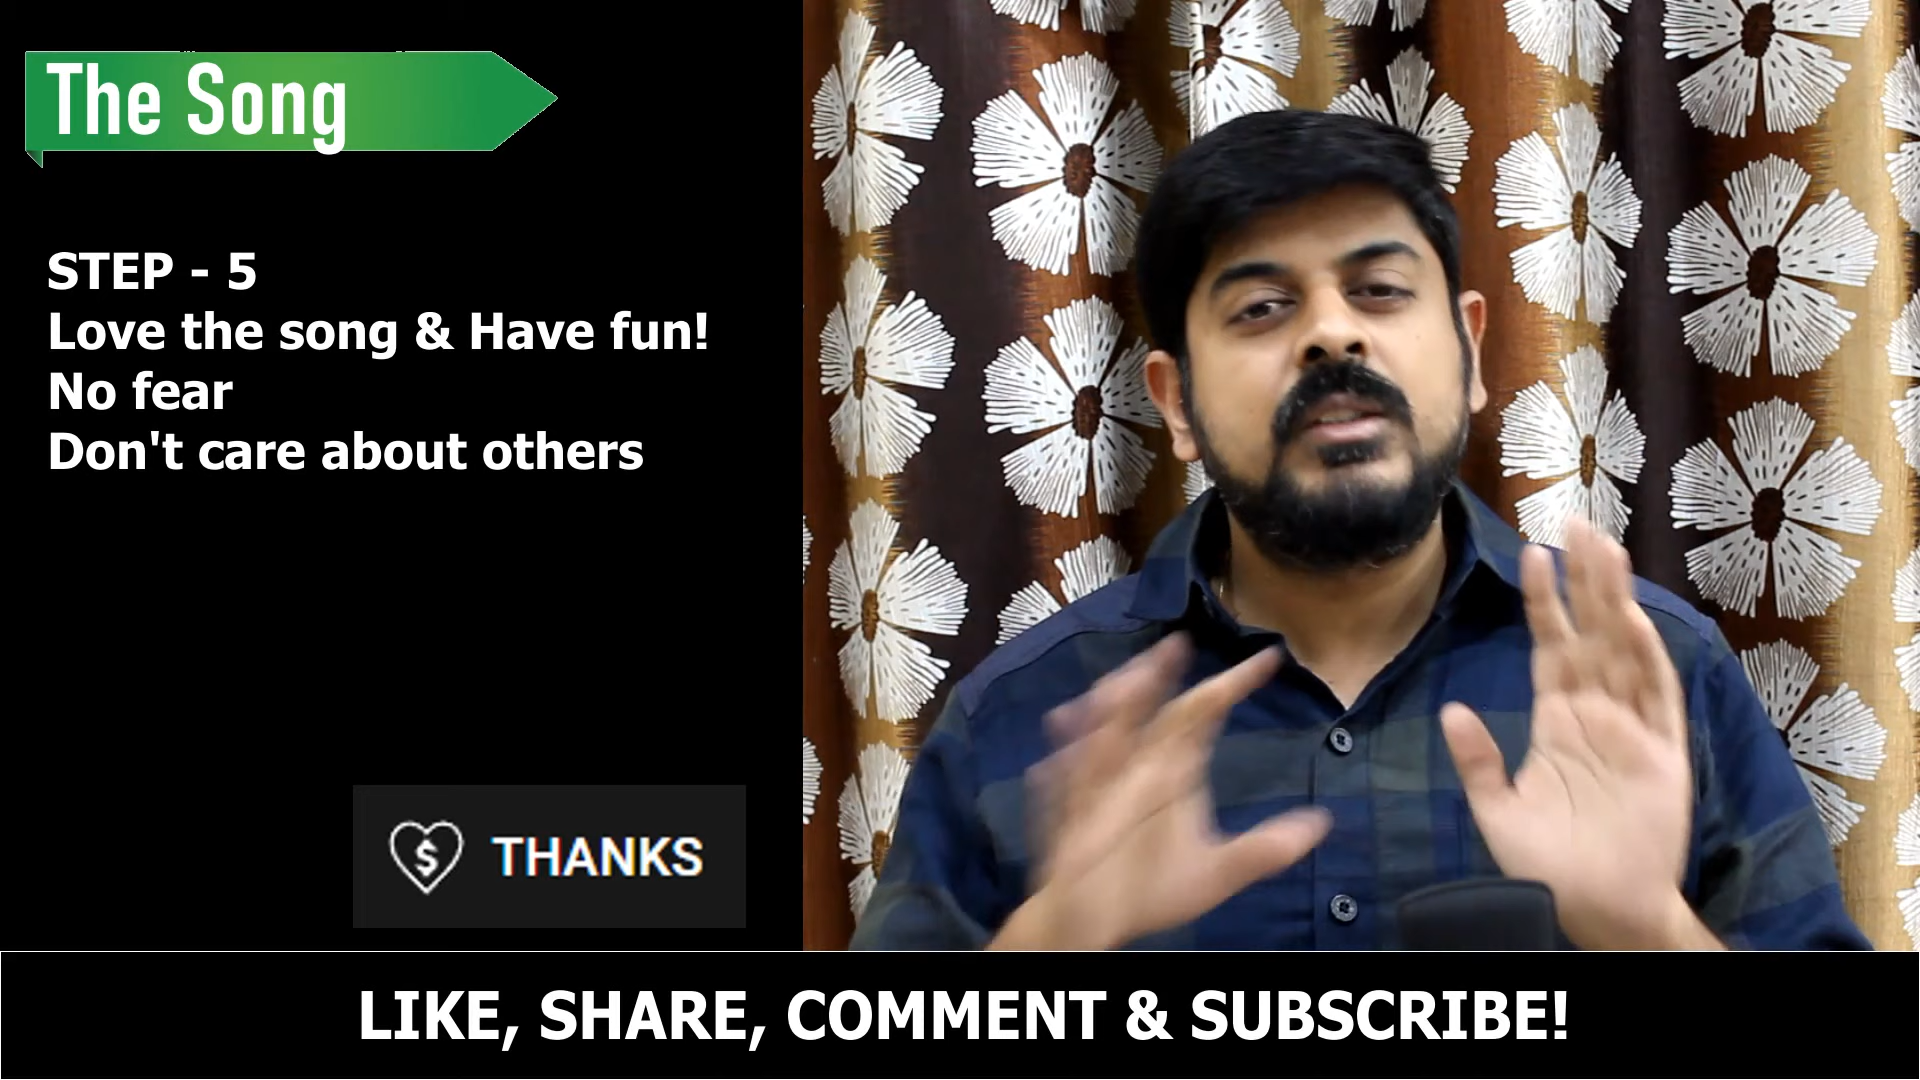 The Song
STEP - 5
Love the song & Have fun!
No fear
Don't care about others
$ THANKS
LIKE, SHARE, COMMENT & SUBSCRIBE!